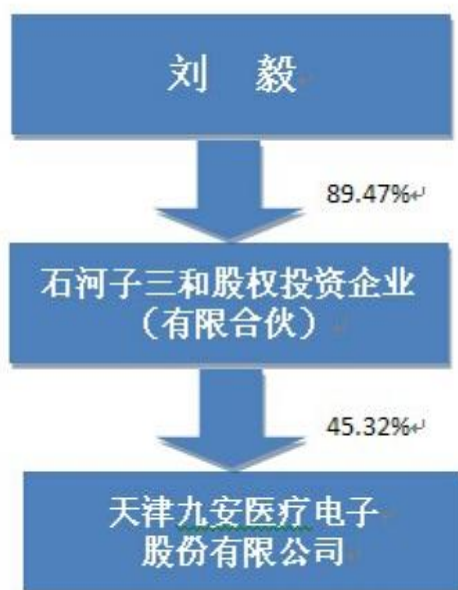 刘 毅
89.47%
石河子三和股权投资企业
（有限合伙）
45.32%
天津九安医疗电子
股份有限公司